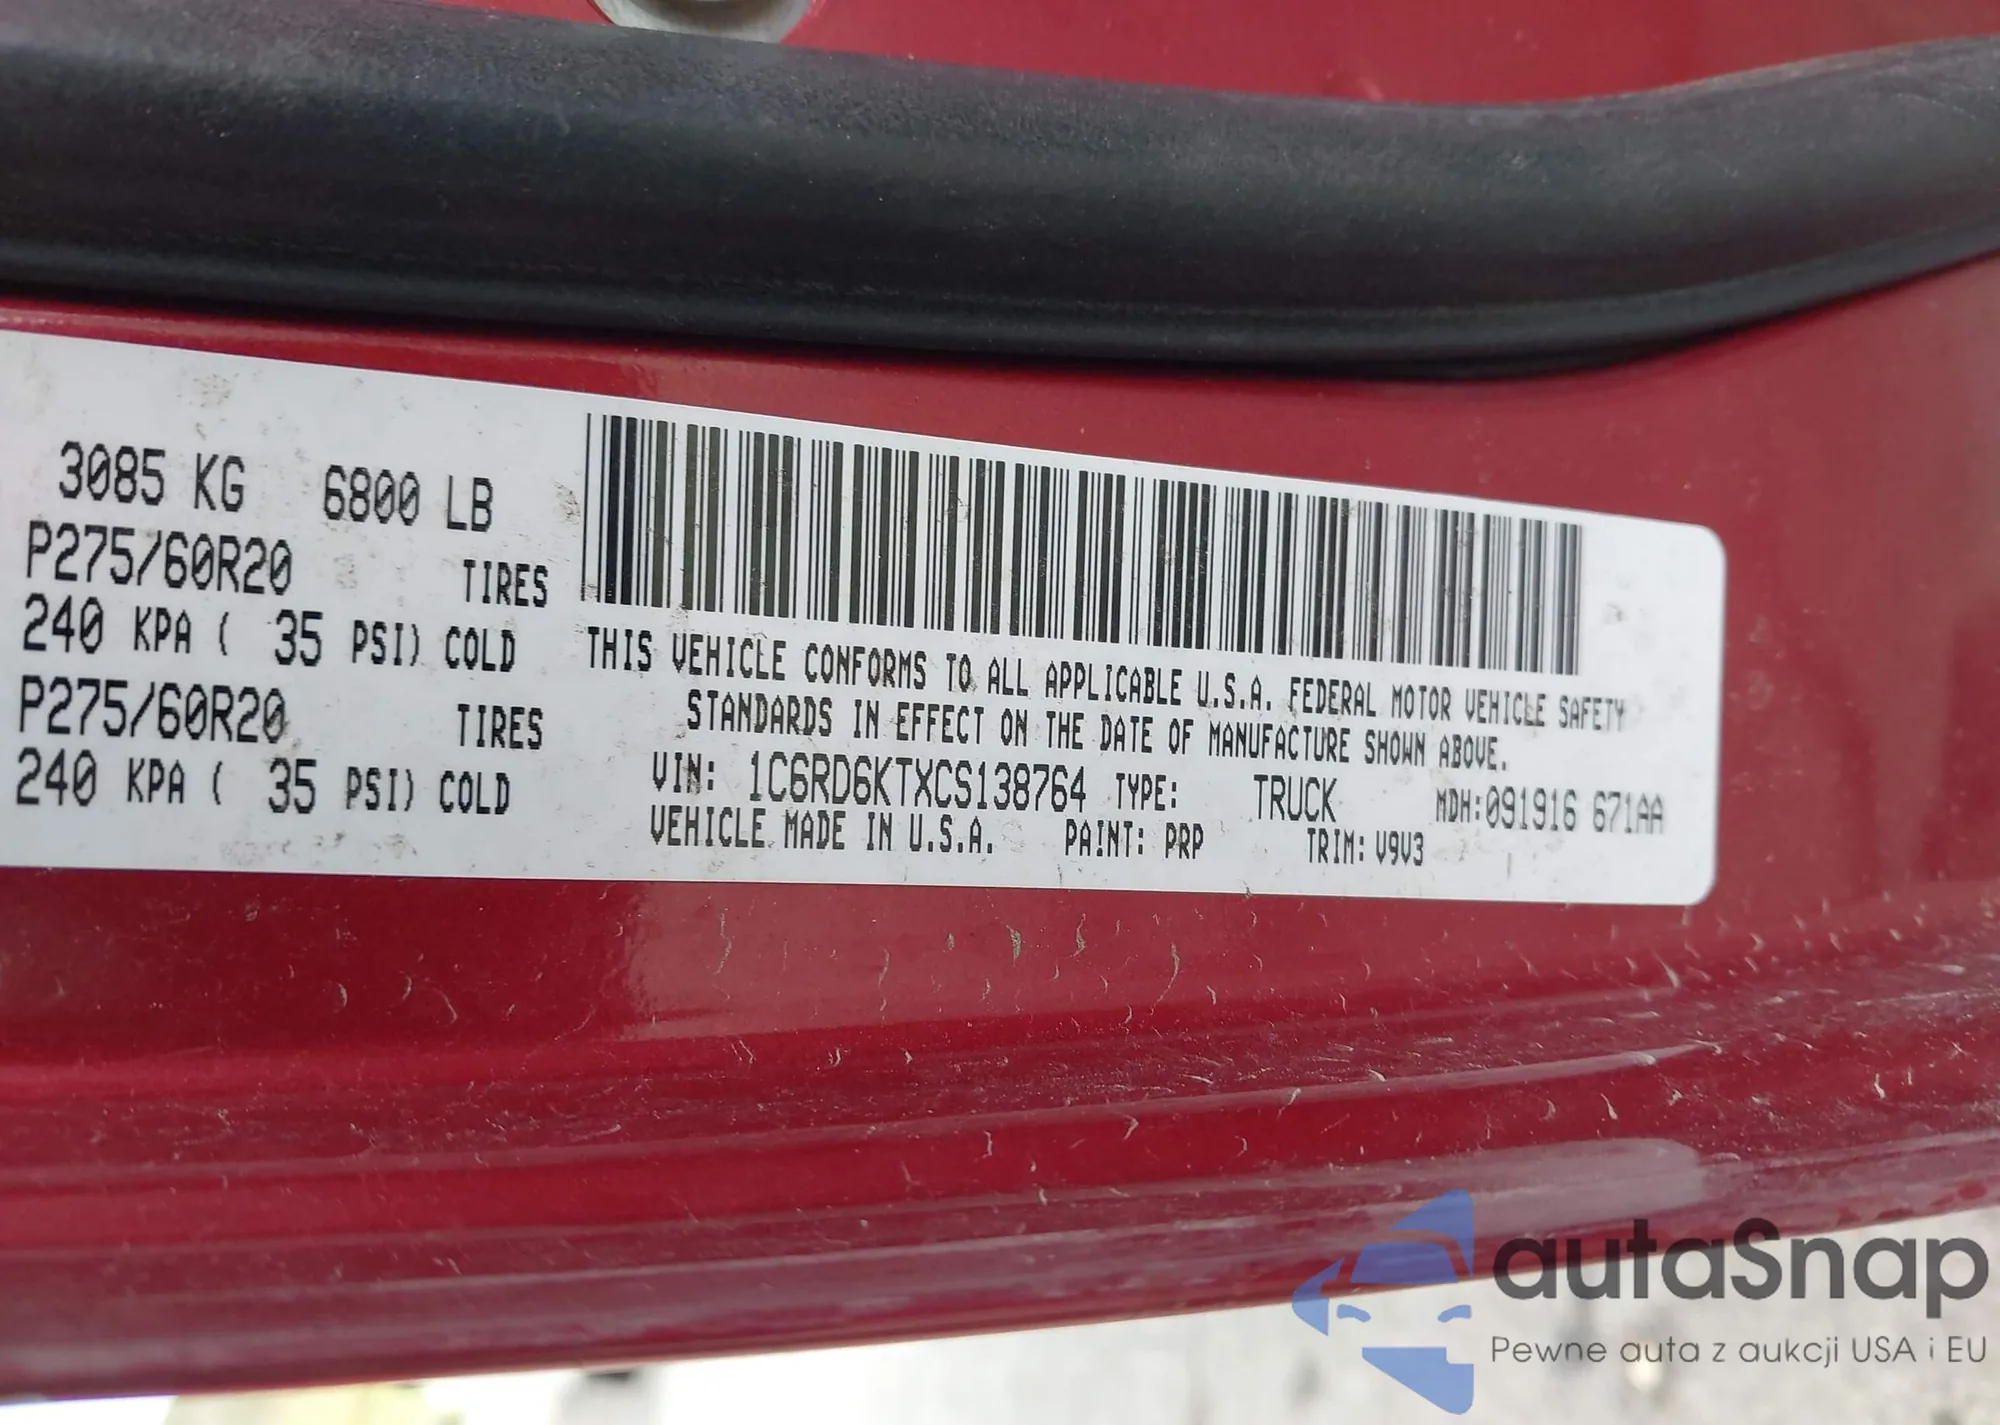 3085 KG 6800 LB
P275/60R20 TIRES
240 KPA ( 35 PSI) COLD
P275/60R20 TIRES
240 KPA ( 35 PSI) COLD
THIS VEHICLE CONFORMS TO ALL APPLICABLE U.S.A. FEDERAL MOTOR VEHICLE SAFETY
STANDARDS IN EFFECT ON THE DATE OF MANUFACTURE SHOWN ABOVE.
VIN: 1C6RD6KTXCS138764 TYPE: TRUCK MDH:091916 671AA
VEHICLE MADE IN U.S.A. PAINT: PRP TRIM: V9V3
autaSnap
Pewne auta z aukcji USA i EU